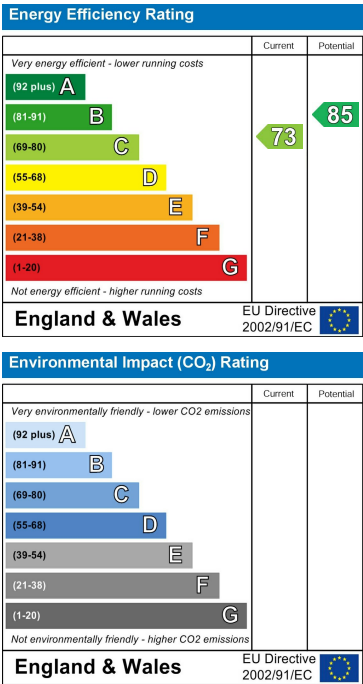 Energy Efficiency Rating
Current Potential
Very energy efficient - lower running costs
(92 plus) A
(81-91) B
(69-80) C
(55-68) D
(39-54) E
(21-38) F
(1-20) G
73
85
Not energy efficient - higher running costs
England & Wales
EU Directive
2002/91/EC
Environmental Impact (CO₂) Rating
Current Potential
Very environmentally friendly - lower CO2 emissions
(92 plus) A
(81-91) B
(69-80) C
(55-68) D
(39-54) E
(21-38) F
(1-20) G
Not environmentally friendly - higher CO2 emissions
England & Wales
EU Directive
2002/91/EC